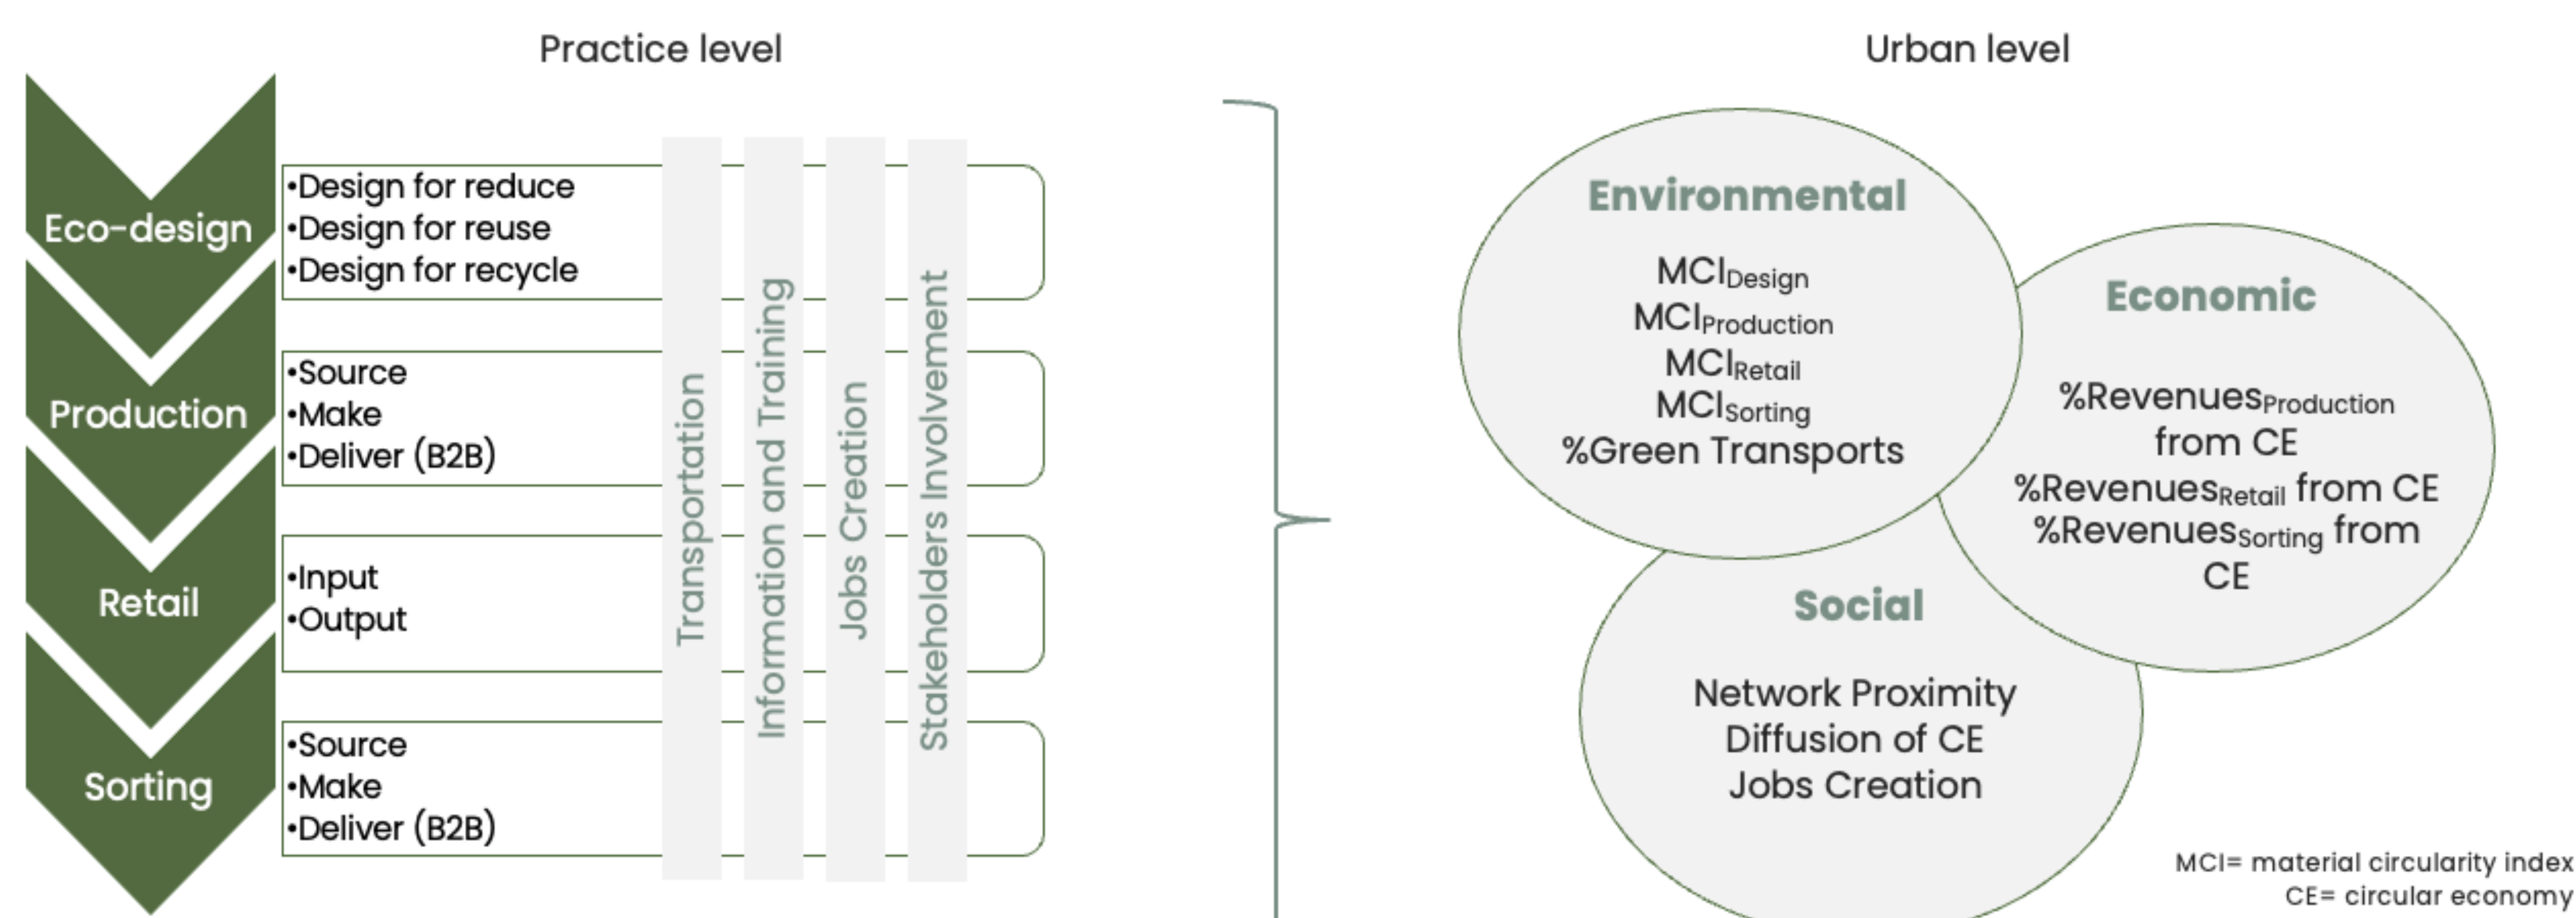 Practice level
Eco-design
•Design for reduce
•Design for reuse
•Design for recycle
Production
•Source
•Make
•Deliver (B2B)
Retail
•Input
•Output
Sorting
•Source
•Make
•Deliver (B2B)
Transportation
Information and Training
Jobs Creation
Stakeholders Involvement
Urban level
Environmental
MCIDesign
MCIProduction
MCIRetail
MCISorting
%Green Transports
Economic
%RevenuesProduction
from CE
%RevenuesRetail from CE
%RevenuesSorting from
CE
Social
Network Proximity
Diffusion of CE
Jobs Creation
MCI= material circularity index
CE= circular economy